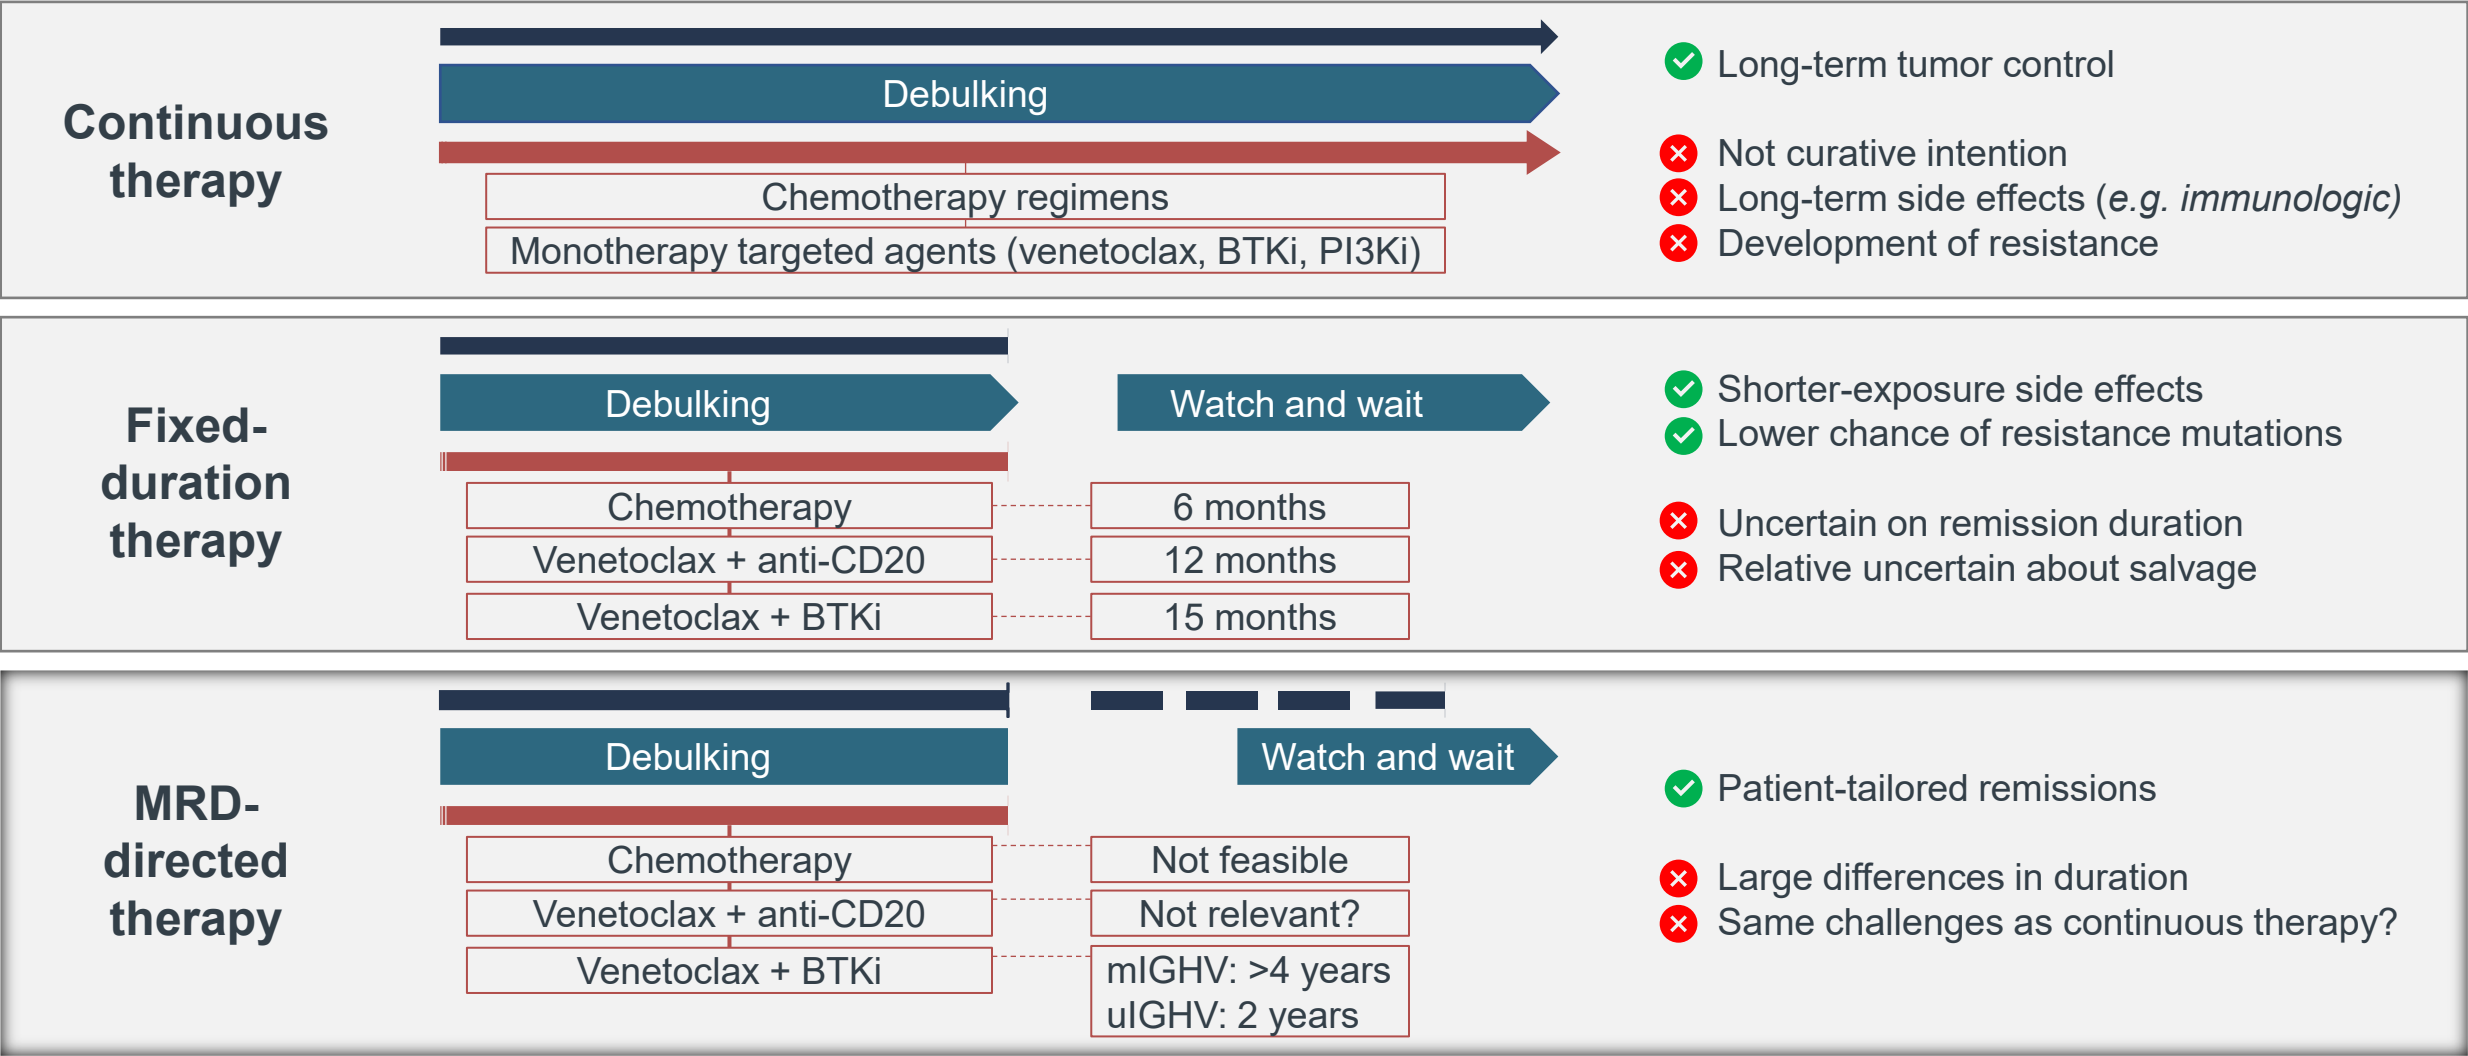 Continuous
therapy
Debulking
Chemotherapy regimens
Monotherapy targeted agents (venetoclax, BTKi, PI3Ki)
Long-term tumor control
Not curative intention
Long-term side effects (e.g. immunologic)
Development of resistance
Fixed-
duration
therapy
Debulking
Watch and wait
Chemotherapy
6 months
Venetoclax + anti-CD20
12 months
Venetoclax + BTKi
15 months
Shorter-exposure side effects
Lower chance of resistance mutations
Uncertain on remission duration
Relative uncertain about salvage
MRD-
directed
therapy
Debulking
Watch and wait
Chemotherapy
Not feasible
Venetoclax + anti-CD20
Not relevant?
Venetoclax + BTKi
mIGHV: >4 years
uIGHV: 2 years
Patient-tailored remissions
Large differences in duration
Same challenges as continuous therapy?